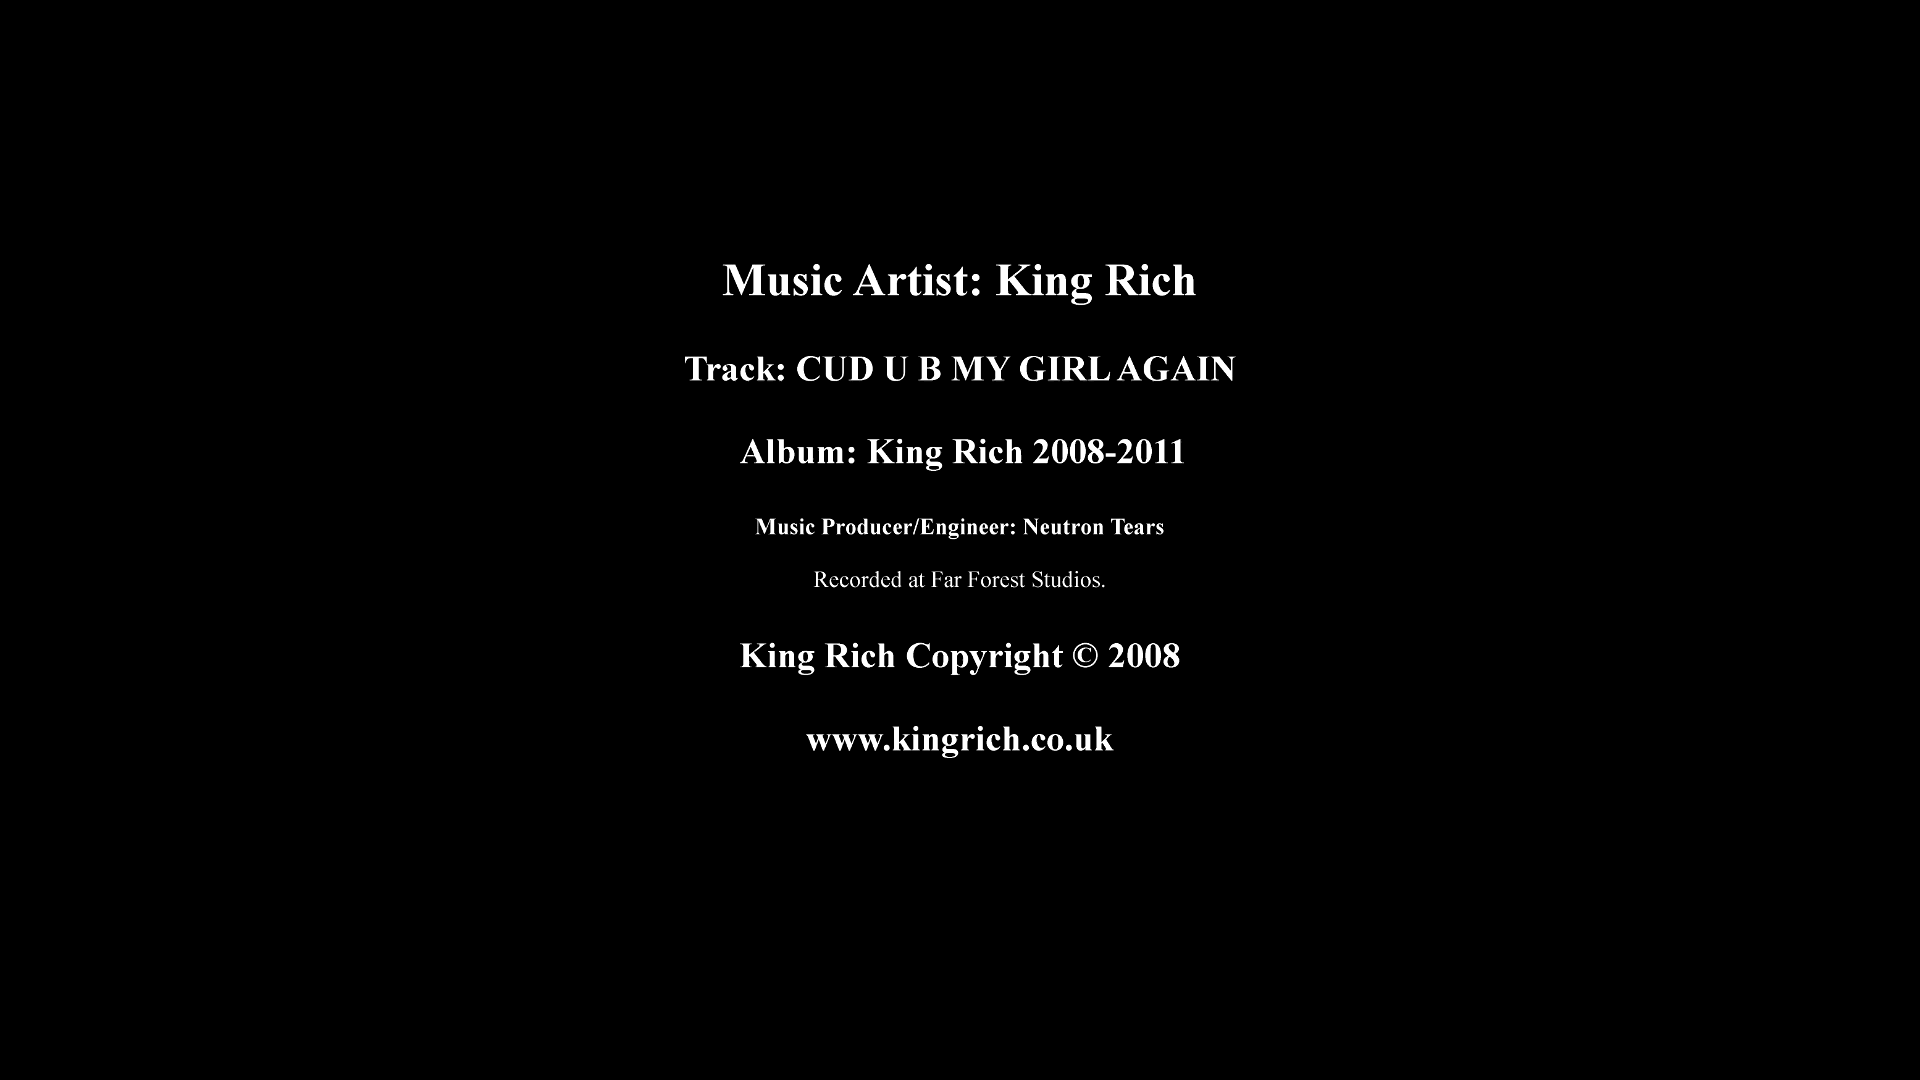 Music Artist: King Rich
Track: CUD U B MY GIRL AGAIN
Album: King Rich 2008-2011
Music Producer/Engineer: Neutron Tears
Recorded at Far Forest Studios.
King Rich Copyright © 2008
www.kingrich.co.uk